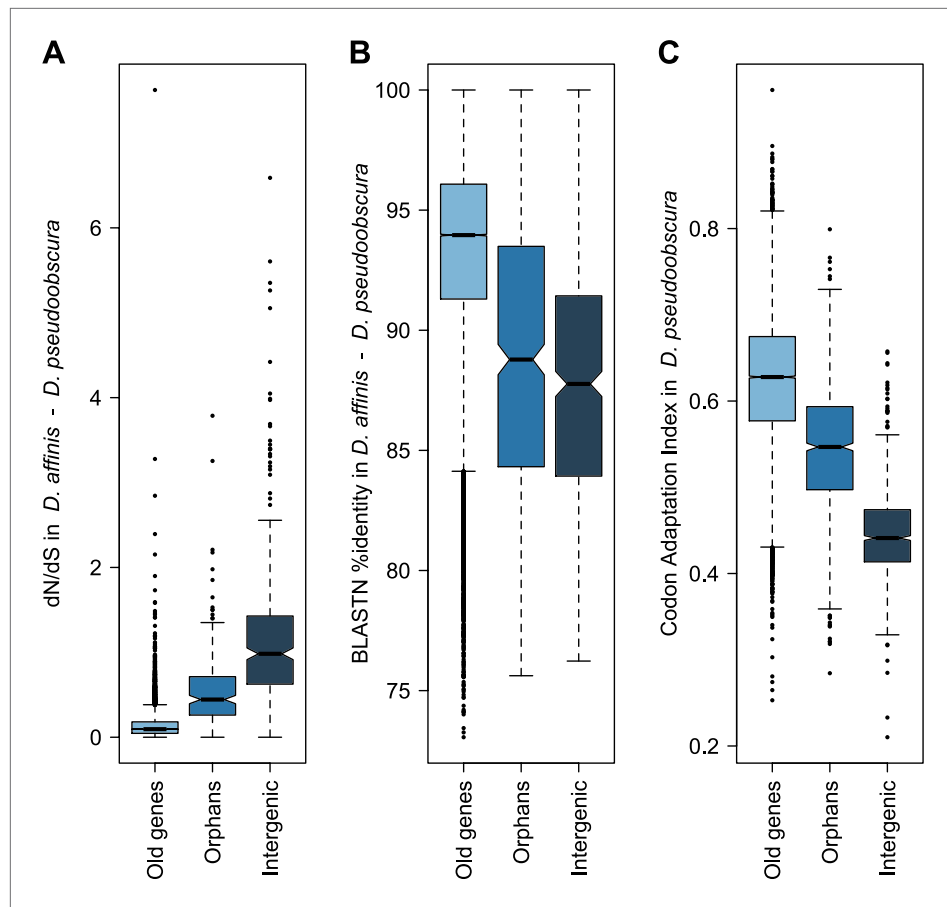 A
dN/dS in D. affinis - D. pseudoobscura
6
4
2
0
Old genes
Orphans
Intergenic
B
BLASTN %identity in D. affinis - D. pseudoobscura
100
95
90
85
80
75
Old genes
Orphans
Intergenic
C
Codon Adaptation Index in D. pseudoobscura
0.8
0.6
0.4
0.2
Old genes
Orphans
Intergenic